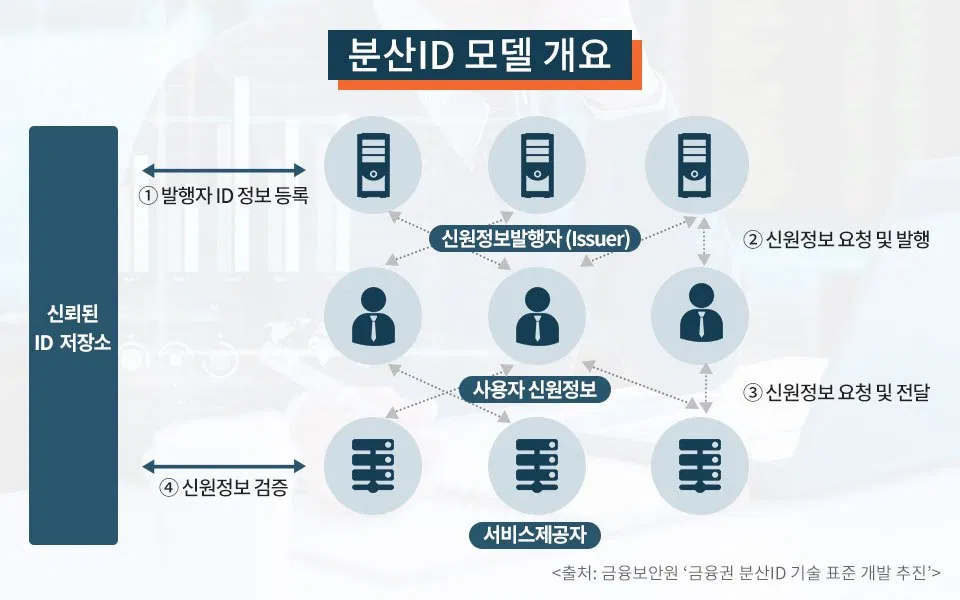 분산ID 모델 개요
① 발행자 ID 정보 등록
신원정보발행자 (Issuer)
② 신원정보 요청 및 발행
신뢰된
ID 저장소
사용자 신원정보
③ 신원정보 요청 및 전달
④ 신원정보 검증
서비스제공자
<출처: 금융보안원 ‘금융권 분산ID 기술 표준 개발 추진’>